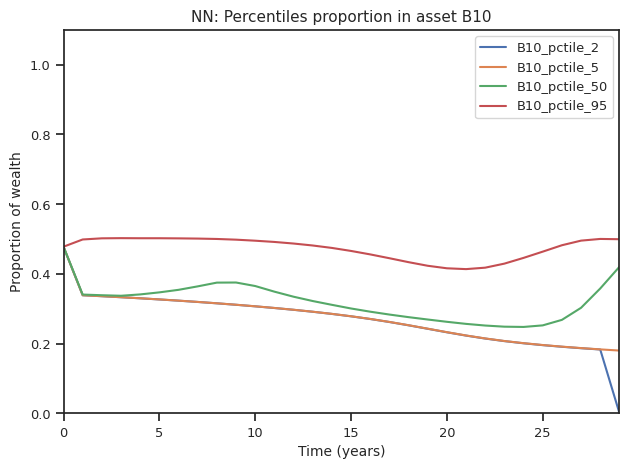 NN: Percentiles proportion in asset B10
B10_pctile_2
B10_pctile_5
B10_pctile_50
B10_pctile_95
Proportion of wealth
1.0
0.8
0.6
0.4
0.2
0.0
0 5 10 15 20 25
Time (years)